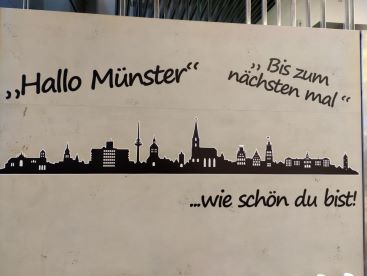 „Hallo Münster“
„Bis zum
nächsten mal“
...wie schön du bist!